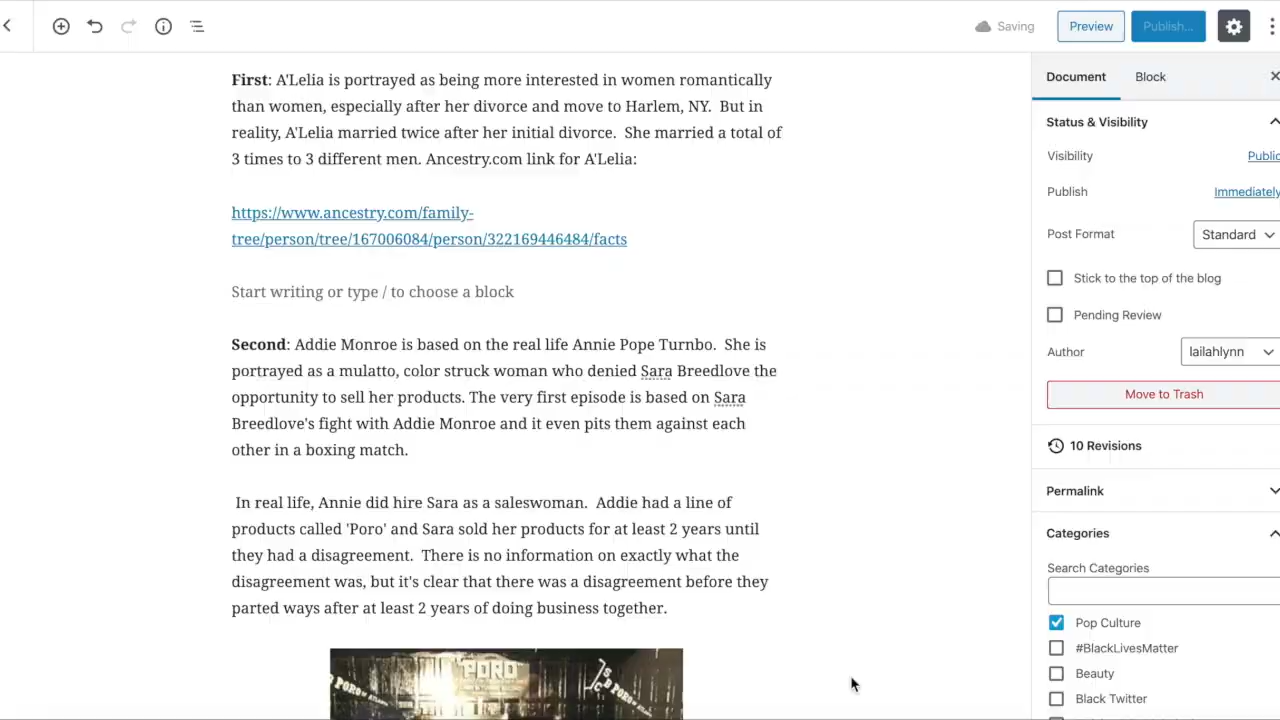 Saving
Preview
Publish...
First: A'Lelia is portrayed as being more interested in women romantically
than women, especially after her divorce and move to Harlem, NY.  But in
reality, A'Lelia married twice after her initial divorce.  She married a total of
3 times to 3 different men. Ancestry.com link for A'Lelia:
https://www.ancestry.com/family-
tree/person/tree/167006084/person/322169446484/facts
Start writing or type / to choose a block
Second: Addie Monroe is based on the real life Annie Pope Turnbo.  She is
portrayed as a mulatto, color struck woman who denied Sara Breedlove the
opportunity to sell her products. The very first episode is based on Sara
Breedlove's fight with Addie Monroe and it even pits them against each
other in a boxing match.
In real life, Annie did hire Sara as a saleswoman.  Addie had a line of
products called 'Poro' and Sara sold her products for at least 2 years until
they had a disagreement.  There is no information on exactly what the
disagreement was, but it's clear that there was a disagreement before they
parted ways after at least 2 years of doing business together.
"PORO"
PORO
PORO
Document
Block
Status & Visibility
Visibility
Public
Publish
Immediately
Post Format
Standard
Stick to the top of the blog
Pending Review
Author
lailahlynn
Move to Trash
10 Revisions
Permalink
Categories
Search Categories
Pop Culture
#BlackLivesMatter
Beauty
Black Twitter